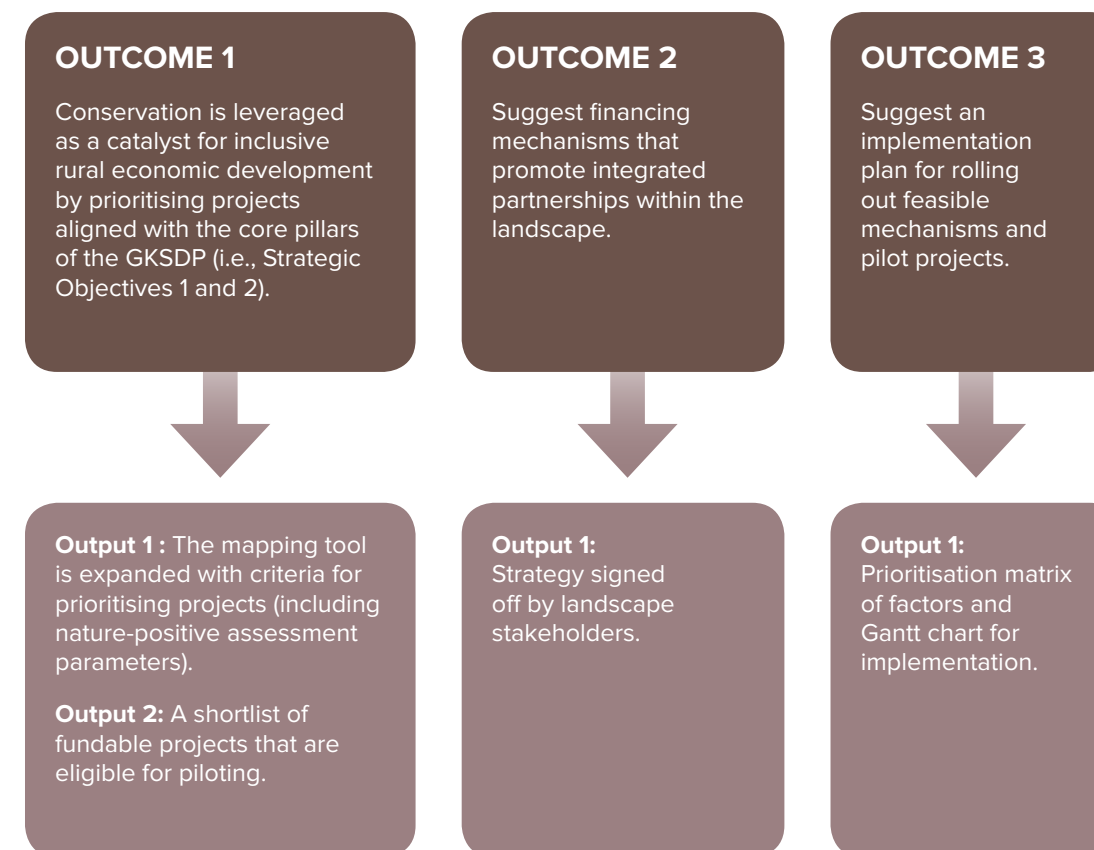 OUTCOME 1
Conservation is leveraged
as a catalyst for inclusive
rural economic development
by prioritising projects
aligned with the core pillars
of the GKSDP (i.e., Strategic
Objectives 1 and 2).
OUTCOME 2
Suggest financing
mechanisms that
promote integrated
partnerships within the
landscape.
OUTCOME 3
Suggest an
implementation
plan for rolling
out feasible
mechanisms and
pilot projects.
Output 1 : The mapping tool
is expanded with criteria for
prioritising projects (including
nature-positive assessment
parameters).
Output 2: A shortlist of
fundable projects that are
eligible for piloting.
Output 1:
Strategy signed
off by landscape
stakeholders.
Output 1:
Prioritisation matrix
of factors and
Gantt chart for
implementation.